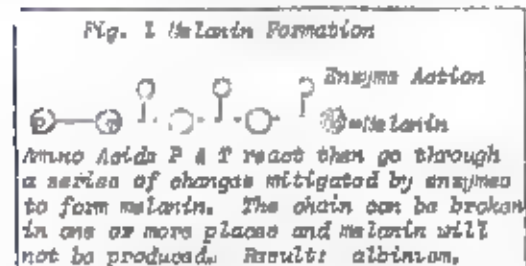 Fig. 1 Melanin Formation
Enzyme Action
=Melanin
Amino Acids P & T react then go through
a series of changes mitigated by enzymes
to form melanin. The chain can be broken
in one or more places and melanin will
not be produced. Result: albinism.